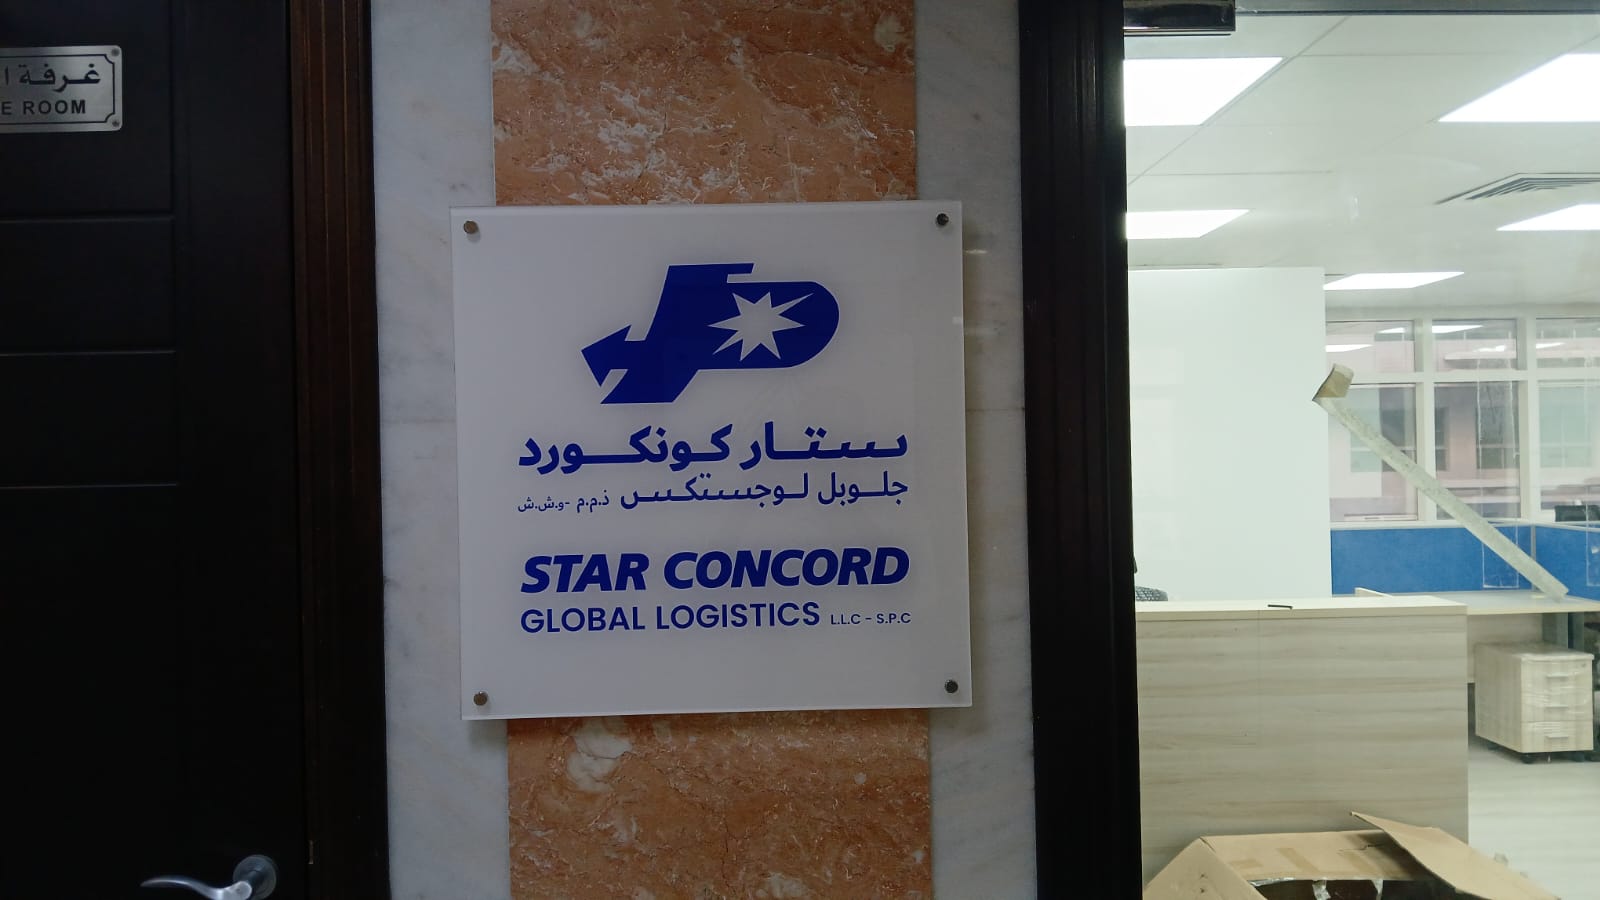 غرفة
E ROOM
ستار كونكورد
جلوبل لوجستكس ذ.م.م -و.ش.ش
STAR CONCORD
GLOBAL LOGISTICS L.L.C - S.P.C